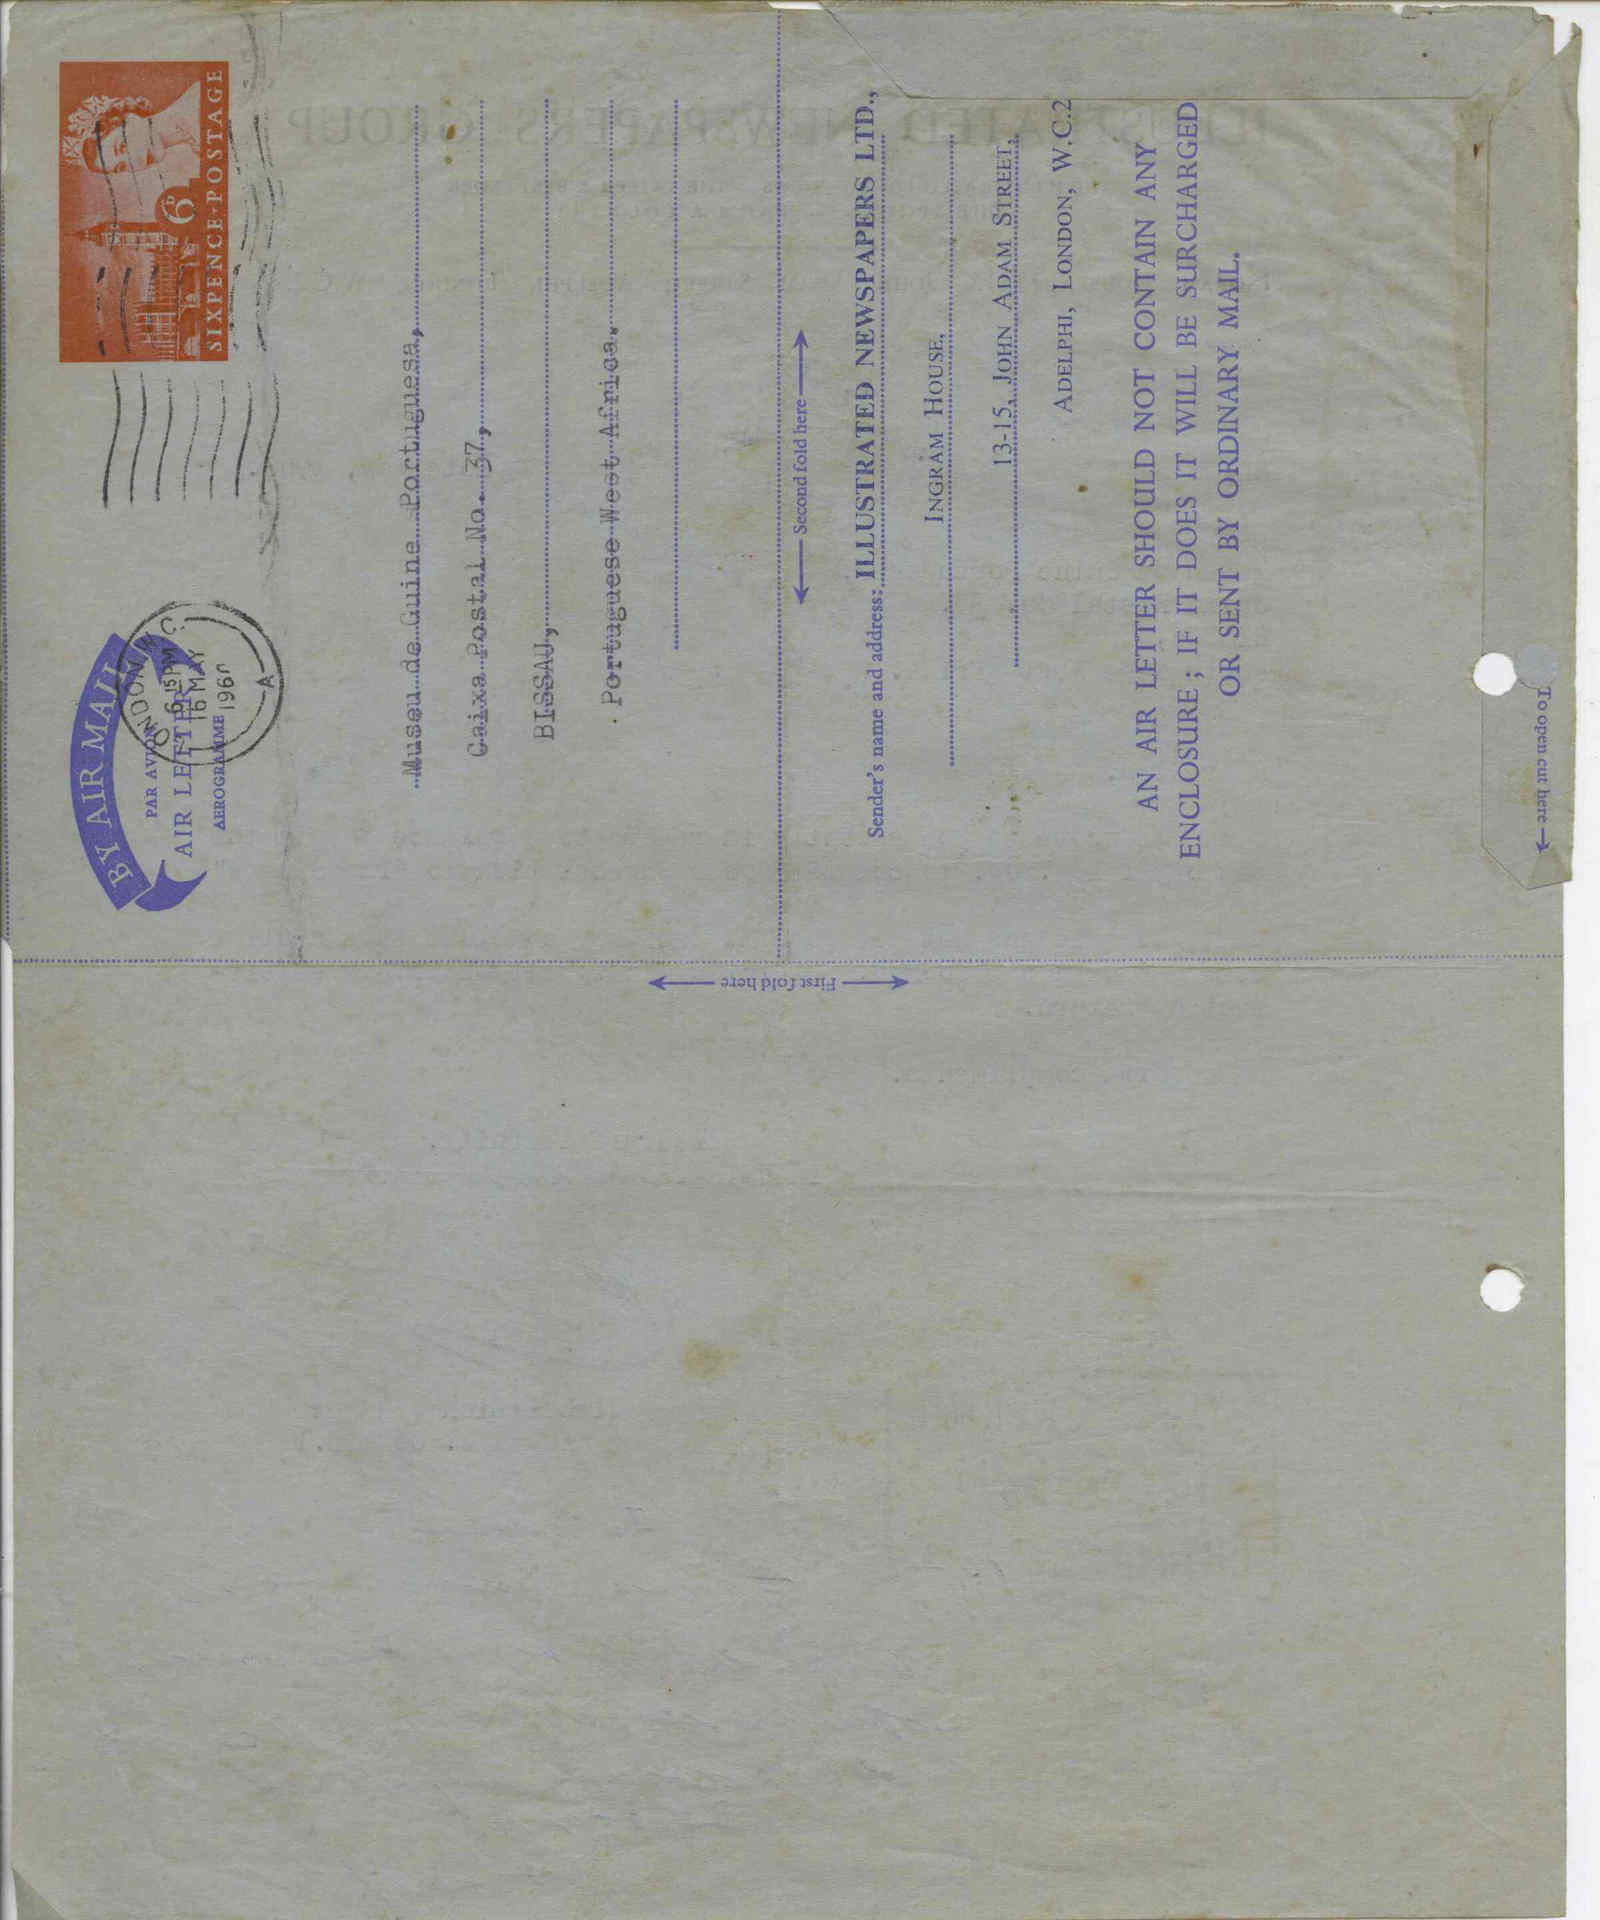 BY AIR MAIL
PAR AVION
AIR LETTER
AEROGRAMME
LONDON W.C.
6 15 PM
16 MAY
1960
A
6D
SIXPENCE·POSTAGE
Museu de Guine Portuguesa,
Caixa Postal No. 37,
BISSAU,
Portuguese West Africa.
← Second fold here →
Sender's name and address: ILLUSTRATED NEWSPAPERS LTD.,
INGRAM HOUSE,
13-15, JOHN ADAM STREET,
ADELPHI, LONDON, W.C.2
AN AIR LETTER SHOULD NOT CONTAIN ANY
ENCLOSURE ; IF IT DOES IT WILL BE SURCHARGED
OR SENT BY ORDINARY MAIL.
To open cut here →
← First fold here →